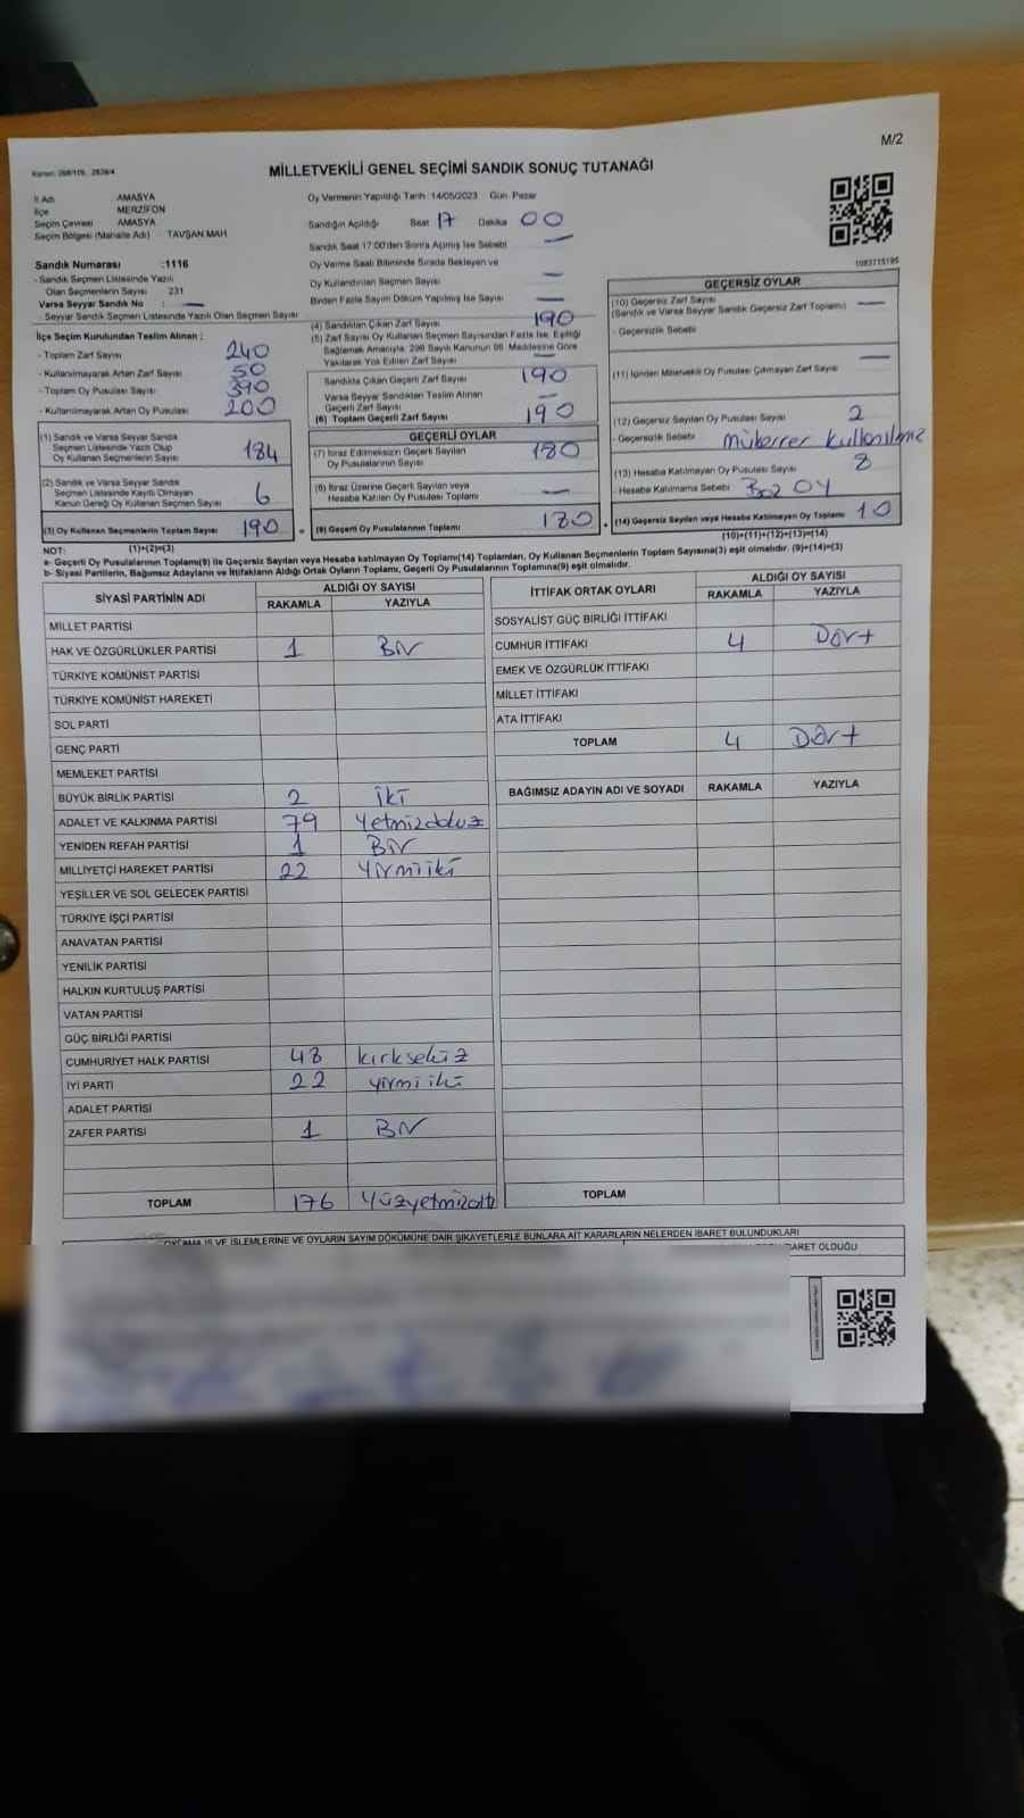 M/2
MİLLETVEKİLİ GENEL SEÇİMİ SANDIK SONUÇ TUTANAĞI
İl Adı AMASYA
İlçe MERZİFON
Seçim Çevresi AMASYA
Seçim Bölgesi (Mahalle Adı) TAVŞAN MAH
Oy Vermenin Yapıldığı Tarih :14/05/2023 Gün Pazar
Sandığın Açıldığı Saat 17 Dakika 00
Sandık Saat 17:00'den Sonra Açılmış İse Sebebi —
Oy Verme Saati Bitiminde Sırada Bekleyen ve
Oy Kullandırılan Seçmen Sayısı —
Birden Fazla Sayım Döküm Yapılmış İse Sayısı —
Sandık Numarası :1116
- Sandık Seçmen Listesinde Yazılı
Olan Seçmenlerin Sayısı 231
Varsa Seyyar Sandık No : —
- Seyyar Sandık Seçmen Listesinde Yazılı Olan Seçmen Sayısı
İlçe Seçim Kurulundan Teslim Alınan :
- Toplam Zarf Sayısı 240
- Kullanılmayarak Artan Zarf Sayısı 50
- Toplam Oy Pusulası Sayısı 390
- Kullanılmayarak Artan Oy Pusulası 200
(1) Sandık ve Varsa Seyyar Sandık
Seçmen Listesinde Yazılı Olup
Oy Kullanan Seçmenlerin Sayısı 184
(2) Sandık ve Varsa Seyyar Sandık
Seçmen Listesinde Kayıtlı Olmayan
Kanun Gereği Oy Kullanan Seçmen Sayısı 6
(3) Oy Kullanan Seçmenlerin Toplam Sayısı 190
(4) Sandıktan Çıkan Zarf Sayısı 190
(5) Zarf Sayısı Oy Kullanan Seçmen Sayısından Fazla İse, Eşitliği
Sağlamak Amacıyla, 298 Sayılı Kanunun 98. Maddesine Göre
Yakılarak Yok Edilen Zarf Sayısı —
Sandıkta Çıkan Geçerli Zarf Sayısı 190
Varsa Seyyar Sandıktan Teslim Alınan
Geçerli Zarf Sayısı —
(6) Toplam Geçerli Zarf Sayısı 190
GEÇERLİ OYLAR
(7) İtiraz Edilmeksizin Geçerli Sayılan
Oy Pusulalarının Sayısı 180
(8) İtiraz Üzerine Geçerli Sayılan veya
Hesaba Katılan Oy Pusulası Toplamı —
(9) Geçerli Oy Pusulalarının Toplamı 180
1083715195
GEÇERSİZ OYLAR
(10) Geçersiz Zarf Sayısı —
(Sandık ve Varsa Seyyar Sandık Geçersiz Zarf Toplamı)
- Geçersizlik Sebebi
(11) İçinden Milletvekili Oy Pusulası Çıkmayan Zarf Sayısı —
(12) Geçersiz Sayılan Oy Pusulası Sayısı 2
- Geçersizlik Sebebi mükerrer
(13) Hesaba Katılmayan Oy Pusulası Sayısı 8
Hesaba Katılmama Sebebi Boz OY
(14) Geçersiz Sayılan veya Hesaba Katılmayan Oy Toplamı 10
(10)+(11)+(12)+(13)=(14)
NOT: (1)+(2)=(3)
a- Geçerli Oy Pusulalarının Toplamı(9) ile Geçersiz Sayılan veya Hesaba katılmayan Oy Toplamı(14) Toplamları, Oy Kullanan Seçmenlerin Toplam Sayısına(3) eşit olmalıdır. (9)+(14)=(3)
b- Siyasi Partilerin, Bağımsız Adayların ve İttifakların Aldığı Ortak Oyların Toplamı, Geçerli Oy Pusulalarının Toplamına(9) eşit olmalıdır.
SİYASİ PARTİNİN ADI ALDIĞI OY SAYISI
RAKAMLA YAZIYLA
MİLLET PARTİSİ
HAK VE ÖZGÜRLÜKLER PARTİSİ 1 Bir
TÜRKİYE KOMÜNİST PARTİSİ
TÜRKİYE KOMÜNİST HAREKETİ
SOL PARTİ
GENÇ PARTİ
MEMLEKET PARTİSİ
BÜYÜK BİRLİK PARTİSİ 2 iki
ADALET VE KALKINMA PARTİSİ 79 Yetmişdokuz
YENİDEN REFAH PARTİSİ 1 Bir
MİLLİYETÇİ HAREKET PARTİSİ 22 Yirmiiki
YEŞİLLER VE SOL GELECEK PARTİSİ
TÜRKİYE İŞÇİ PARTİSİ
ANAVATAN PARTİSİ
YENİLİK PARTİSİ
HALKIN KURTULUŞ PARTİSİ
VATAN PARTİSİ
GÜÇ BİRLİĞİ PARTİSİ
CUMHURİYET HALK PARTİSİ 48 kırksekiz
İYİ PARTİ 22 yirmi iki
ADALET PARTİSİ
ZAFER PARTİSİ 1 Bir
TOPLAM 176 Yüzyetmişaltı
İTTİFAK ORTAK OYLARI ALDIĞI OY SAYISI
RAKAMLA YAZIYLA
SOSYALİST GÜÇ BİRLİĞİ İTTİFAKI
CUMHUR İTTİFAKI 4 Dört
EMEK VE ÖZGÜRLÜK İTTİFAKI
MİLLET İTTİFAKI
ATA İTTİFAKI
TOPLAM 4 Dört
BAĞIMSIZ ADAYIN ADI VE SOYADI RAKAMLA YAZIYLA
TOPLAM
İŞ VE İŞLEMLERİNE VE OYLARIN SAYIM DÖKÜMÜNE DAİR ŞİKAYETLERLE BUNLARA AİT KARARLARIN NELERDEN İBARET BULUNDUKLARI
OLDUĞU